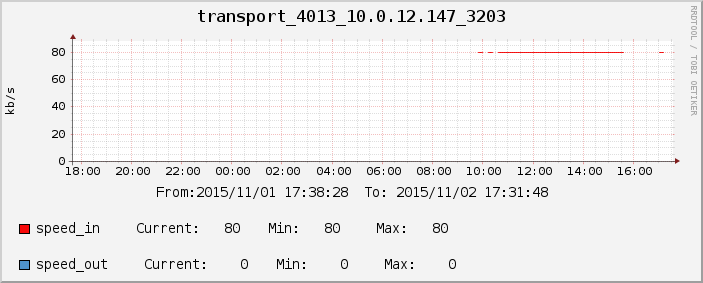 transport_4013_10.0.12.147_3203
RRDTOOL / TOBI OETIKER
kb/s
80
60
40
20
0
18:00 20:00 22:00 00:00 02:00 04:00 06:00 08:00 10:00 12:00 14:00 16:00
From:2015/11/01 17:38:28 To: 2015/11/02 17:31:48
speed_in Current: 80 Min: 80 Max: 80
speed_out Current: 0 Min: 0 Max: 0